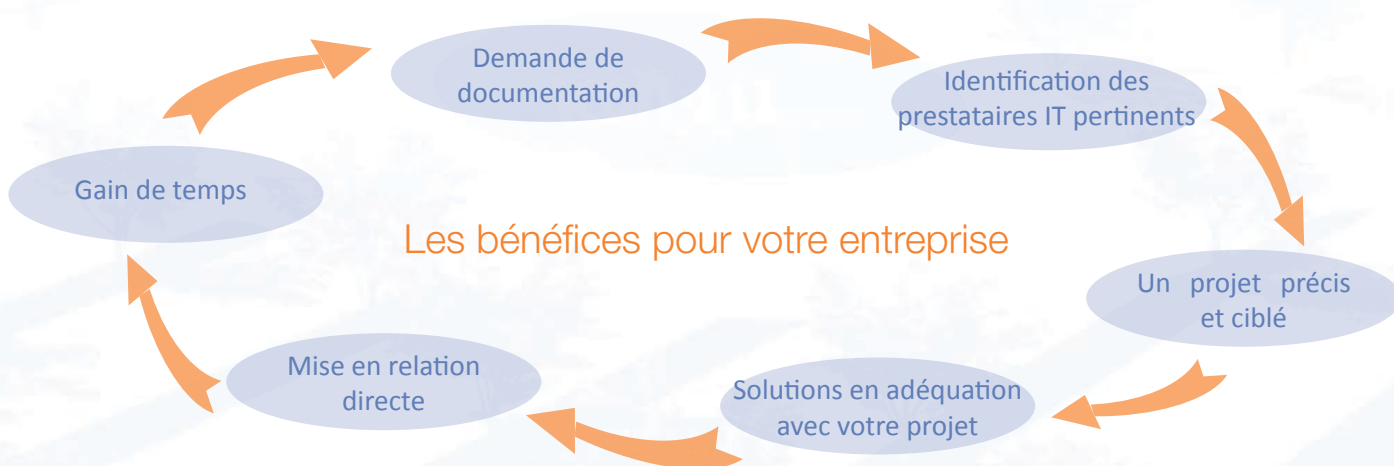 Demande de
documentation
Identification des
prestataires IT pertinents
Gain de temps
Les bénéfices pour votre entreprise
Un projet précis
et ciblé
Mise en relation
directe
Solutions en adéquation
avec votre projet